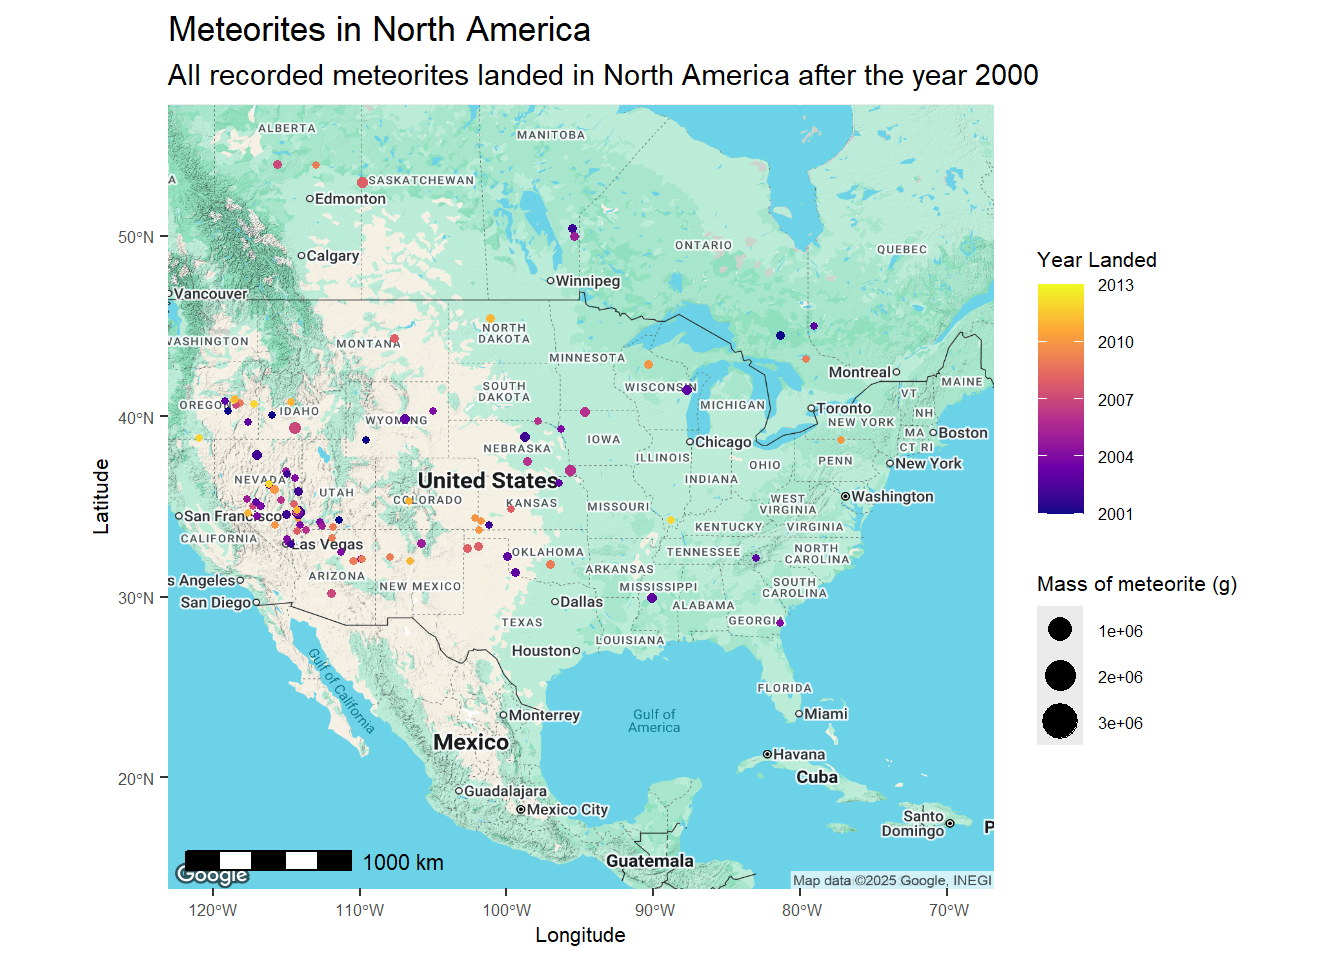 Meteorites in North America
All recorded meteorites landed in North America after the year 2000
ALBERTA
MANITOBA
A
SASKATCHEWAN
Edmonton
50°N
ONTARIO
QUEBEC
Calgary
Winnipeg
Vancouver
WASHINGTON
MONTANA
NORTH
DAKOTA
MINNESOTA
Montreal
MAINE
SOUTH
DAKOTA
WISCONSIN
MICHIGAN
VT
NH
40°N
OREGO
IDAHO
WYOMING
Toronto
NEW YORK
MA
Boston
CT RI
IOWA
Chicago
NEBRASKA
ILLINOIS
OHIO
PENN
New York
NEVADA
UTAH
United States
COLORADO
KANSAS
MISSOURI
INDIANA
WEST
VIRGINIA
Washington
San Francisco
KENTUCKY
VIRGINIA
CALIFORNIA
Las Vegas
OKLAHOMA
TENNESSEE
NORTH
CAROLINA
s Angeles
ARIZONA
NEW MEXICO
ARKANSAS
MISSISSIPPI
SOUTH
CAROLINA
30°N
San Diego
Dallas
ALABAMA
TEXAS
GEORGIA
LOUISIANA
Houston
Gulf of California
FLORIDA
Monterrey
Gulf of
America
Miami
Mexico
Havana
20°N
Cuba
Guadalajara
Mexico City
Santo
Domingo
P
Guatemala
1000 km
Google
Map data ©2025 Google, INEGI
120°W
110°W
100°W
90°W
80°W
70°W
Longitude
Latitude
Year Landed
2013
2010
2007
2004
2001
Mass of meteorite (g)
1e+06
2e+06
3e+06